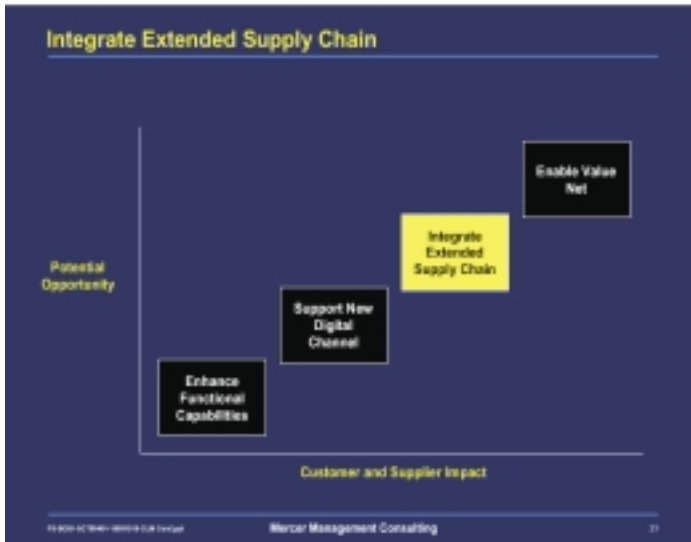 Integrate Extended Supply Chain
Enable Value
Net
Integrate
Extended
Supply Chain
Potential
Opportunity
Support New
Digital
Channel
Enhance
Functional
Capabilities
Customer and Supplier Impact
Mercer Management Consulting